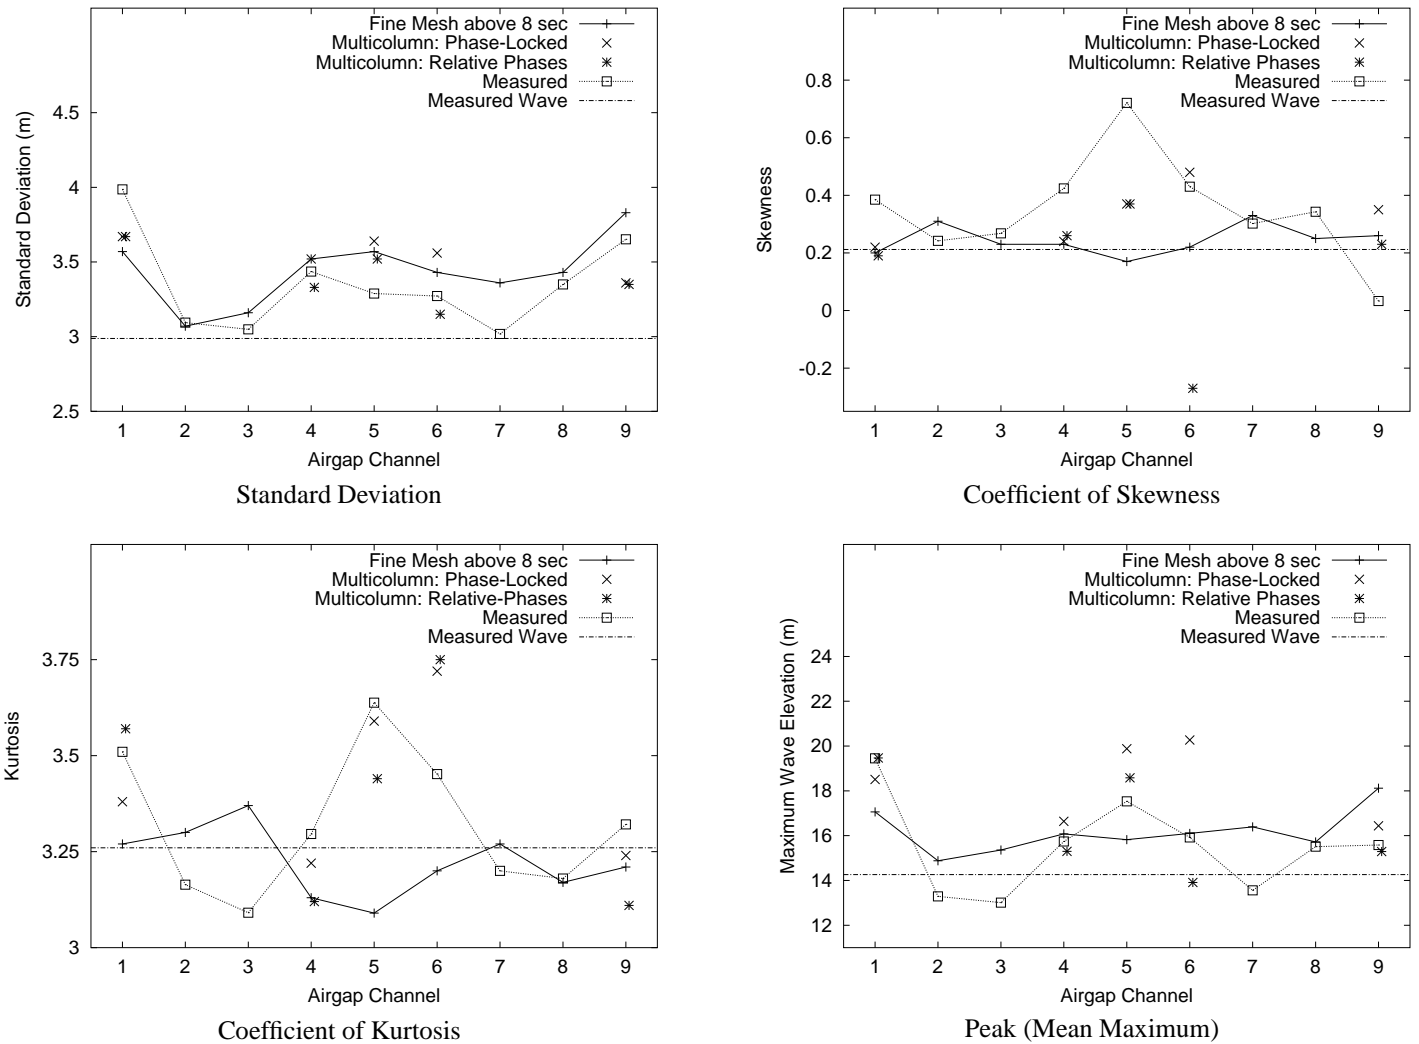 Fine Mesh above 8 sec
Multicolumn: Phase-Locked
Multicolumn: Relative Phases
Measured
Measured Wave
4.5
4
3.5
3
2.5
Standard Deviation (m)
1 2 3 4 5 6 7 8 9
Airgap Channel
Standard Deviation
Fine Mesh above 8 sec
Multicolumn: Phase-Locked
Multicolumn: Relative Phases
Measured
Measured Wave
0.8
0.4
0.2
0
-0.2
Skewness
1 2 3 4 5 6 7 8 9
Airgap Channel
Coefficient of Skewness
Fine Mesh above 8 sec
Multicolumn: Phase-Locked
Multicolumn: Relative-Phases
Measured
Measured Wave
3.75
3.5
3.25
3
Kurtosis
1 2 3 4 5 6 7 8 9
Airgap Channel
Coefficient of Kurtosis
Fine Mesh above 8 sec
Multicolumn: Phase-Locked
Multicolumn: Relative Phases
Measured
Measured Wave
24
22
20
18
16
14
12
Maximum Wave Elevation (m)
1 2 3 4 5 6 7 8 9
Airgap Channel
Peak (Mean Maximum)